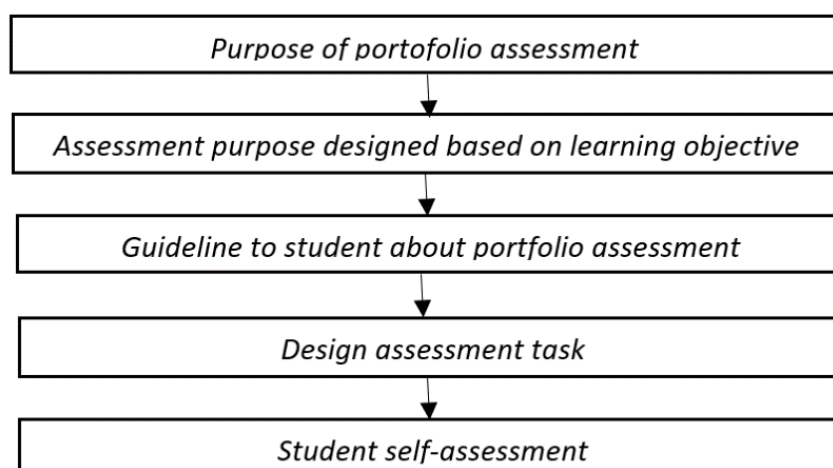 Purpose of portofolio assessment
Assessment purpose designed based on learning objective
Guideline to student about portfolio assessment
Design assessment task
Student self-assessment